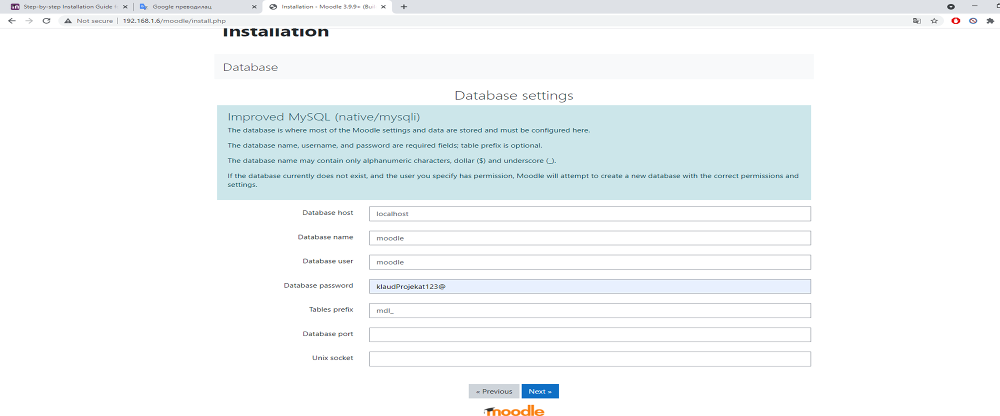 Step-by-step Installation Guide f
Google преводилац
Installation - Moodle 3.9.9+ (Buil
Not secure
192.168.1.6/moodle/install.php
Installation
Database
Database settings
Improved MySQL (native/mysqli)
The database is where most of the Moodle settings and data are stored and must be configured here.
The database name, username, and password are required fields; table prefix is optional.
The database name may contain only alphanumeric characters, dollar ($) and underscore (_).
If the database currently does not exist, and the user you specify has permission, Moodle will attempt to create a new database with the correct permissions and
settings.
Database host localhost
Database name moodle
Database user moodle
Database password klaudProjekat123@
Tables prefix mdl_
Database port
Unix socket
« Previous Next »
moodle